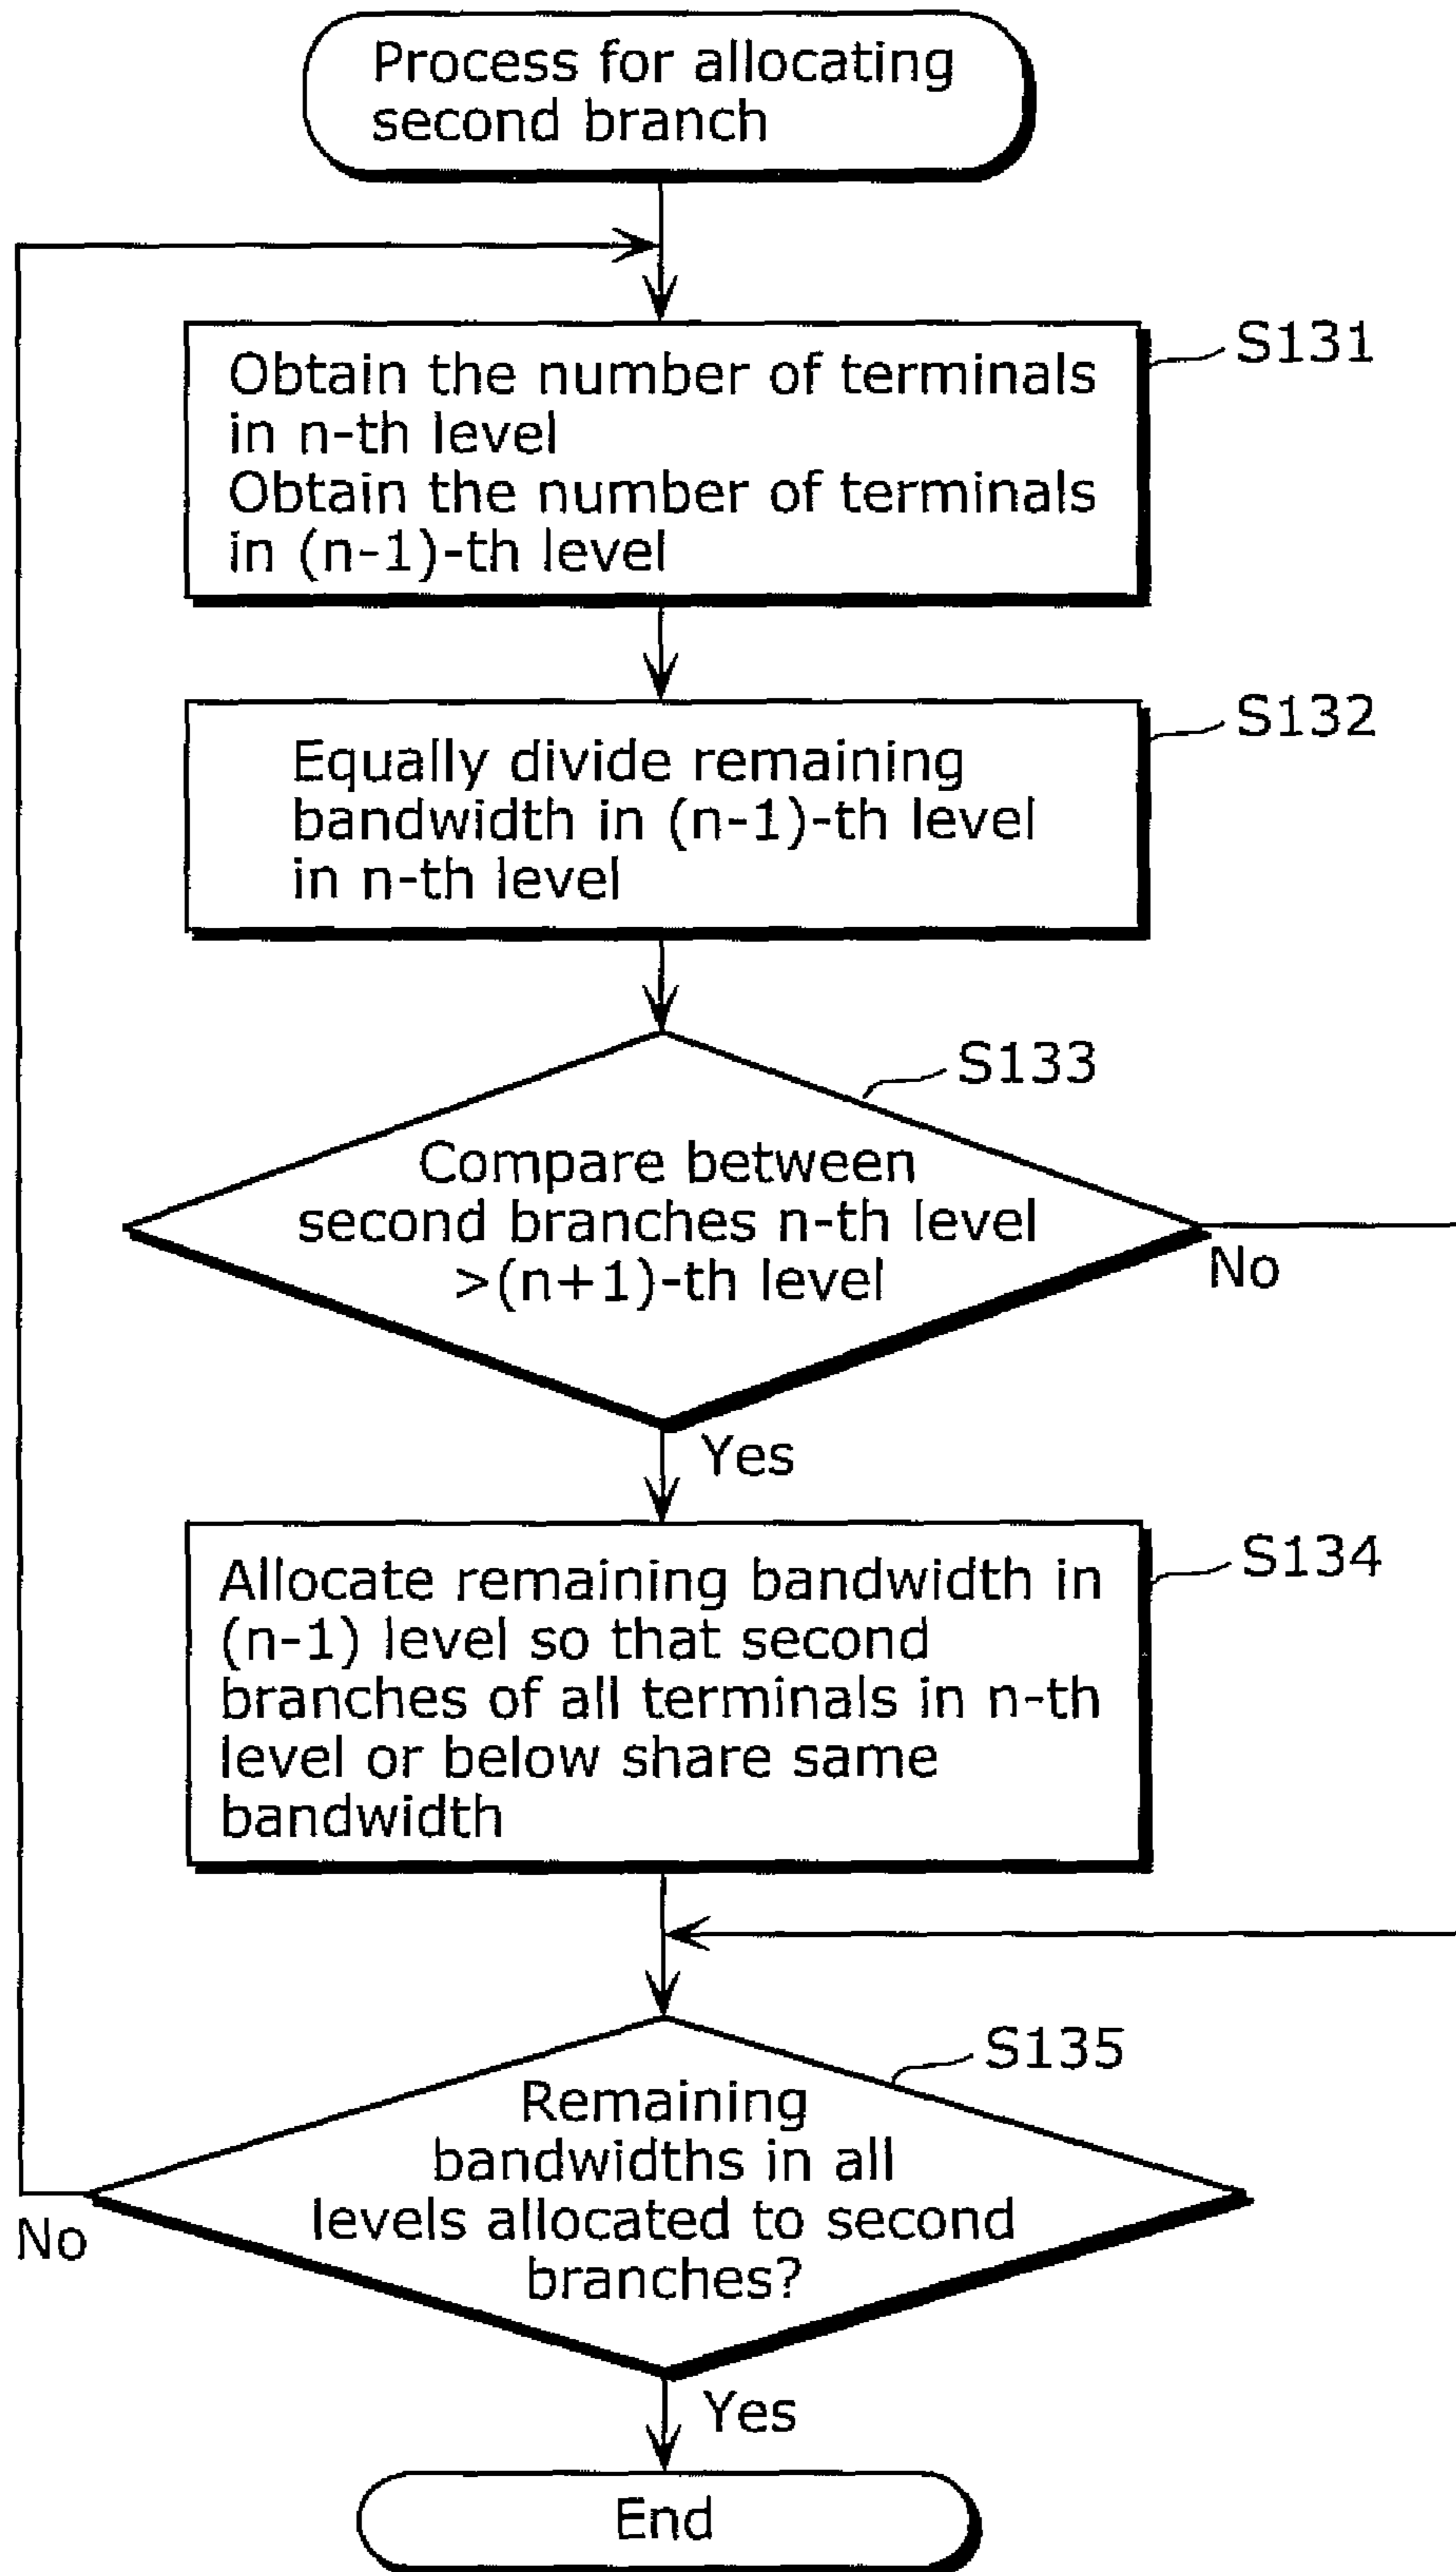 Process for allocating
second branch
S131
Obtain the number of terminals
in n-th level
Obtain the number of terminals
in (n-1)-th level
S132
Equally divide remaining
bandwidth in (n-1)-th level
in n-th level
S133
Compare between
second branches n-th level
>(n+1)-th level
No
Yes
S134
Allocate remaining bandwidth in
(n-1) level so that second
branches of all terminals in n-th
level or below share same
bandwidth
S135
Remaining
bandwidths in all
levels allocated to second
branches?
No
Yes
End